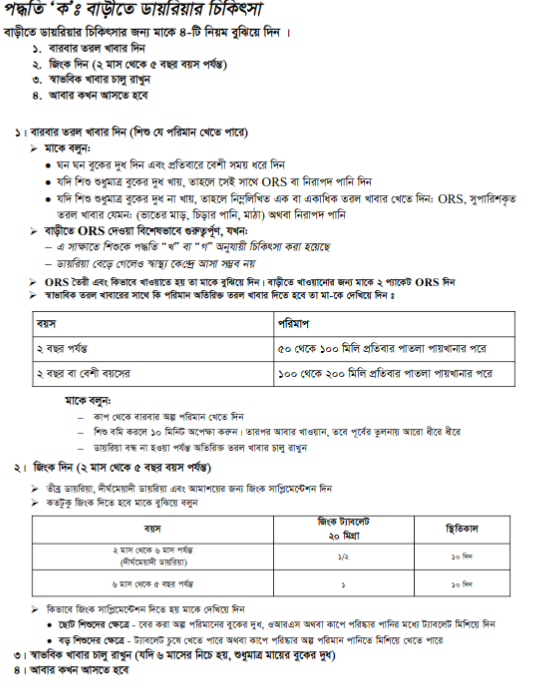 পদ্ধতি ‘ক’ঃ বাড়ীতে ডায়রিয়ার চিকিৎসা
বাড়ীতে ডায়রিয়ার চিকিৎসার জন্য মাকে ৪-টি নিয়ম বুঝিয়ে দিন ।
১. বারবার তরল খাবার দিন
২. জিংক দিন (২ মাস থেকে ৫ বছর বয়স পর্যন্ত)
৩. স্বাভবিক খাবার চালু রাখুন
৪. আবার কখন আসতে হবে
১। বারবার তরল খাবার দিন (শিশু যে পরিমান খেতে পারে)
➢ মাকে বলুন:
• ঘন ঘন বুকের দুধ দিন এবং প্রতিবারে বেশী সময় ধরে দিন
• যদি শিশু শুধুমাত্র বুকের দুধ খায়, তাহলে সেই সাথে ORS বা নিরাপদ পানি দিন
• যদি শিশু শুধুমাত্র বুকের দুধ না খায়, তাহলে নিম্নলিখিত এক বা একাধিক তরল খাবার খেতে দিন: ORS, সুপারিশকৃত
তরল খাবার যেমন: (ভাতের মাড়, চিড়ার পানি, মাঠা) অথবা নিরাপদ পানি
➢ বাড়ীতে ORS দেওয়া বিশেষভাবে গুরুত্বপূর্ণ, যখন:
– এ সাক্ষাতে শিশুকে পদ্ধতি “খ” বা “গ” অনুযায়ী চিকিৎসা করা হয়েছে
– ডায়রিয়া বেড়ে গেলেও স্বাস্থ্য কেন্দ্রে আসা সম্ভব নয়
➢ ORS তৈরী এবং কিভাবে খাওয়াতে হয় তা মাকে বুঝিয়ে দিন। বাড়ীতে খাওয়ানোর জন্য মাকে ২ প্যাকেট ORS দিন
➢ স্বাভাবিক তরল খাবারের সাথে কি পরিমান অতিরিক্ত তরল খাবার দিতে হবে তা মা-কে দেখিয়ে দিন ঃ
বয়স পরিমাপ
২ বছর পর্যন্ত ৫০ থেকে ১০০ মিলি প্রতিবার পাতলা পায়খানার পরে
২ বছর বা বেশী বয়সের ১০০ থেকে ২০০ মিলি প্রতিবার পাতলা পায়খানার পরে
মাকে বলুন:
– কাপ থেকে বারবার অল্প পরিমান খেতে দিন
– শিশু বমি করলে ১০ মিনিট অপেক্ষা করুন। তারপর আবার খাওয়ান, তবে পূর্বের তুলনায় আরো ধীরে ধীরে
– ডায়রিয়া বন্ধ না হওয়া পর্যন্ত অতিরিক্ত তরল খাবার চালু রাখুন
২। জিংক দিন (২ মাস থেকে ৫ বছর বয়স পর্যন্ত)
➢ তীব্র ডায়রিয়া, দীর্ঘমেয়াদী ডায়রিয়া এবং আমাশয়ের জন্য জিংক সাপ্লিমেন্টেশন দিন
➢ কতটুকু জিংক দিতে হবে মাকে বুঝিয়ে বলুন
বয়স জিংক ট্যাবলেট ২০ মিগ্রা স্থিতিকাল
২ মাস থেকে ৬ মাস পর্যন্ত (দীর্ঘমেয়াদী ডায়রিয়া) ১/২ ১০ দিন
৬ মাস থেকে ৫ বছর পর্যন্ত ১ ১০ দিন
➢ কিভাবে জিংক সাপ্লিমেন্টেশন দিতে হয় মাকে দেখিয়ে দিন
• ছোট শিশুদের ক্ষেত্রে - বের করা অল্প পরিমানের বুকের দুধ, ওআরএস অথবা কাপে পরিষ্কার পানির মধ্যে ট্যাবলেট মিশিয়ে দিন
• বড় শিশুদের ক্ষেত্রে - ট্যাবলেট চুষে খেতে পারে অথবা কাপে পরিষ্কার অল্প পরিমান পানিতে মিশিয়ে খেতে পারে
৩। স্বাভবিক খাবার চালু রাখুন (যদি ৬ মাসের নিচে হয়, শুধুমাত্র মায়ের বুকের দুধ)
৪। আবার কখন আসতে হবে